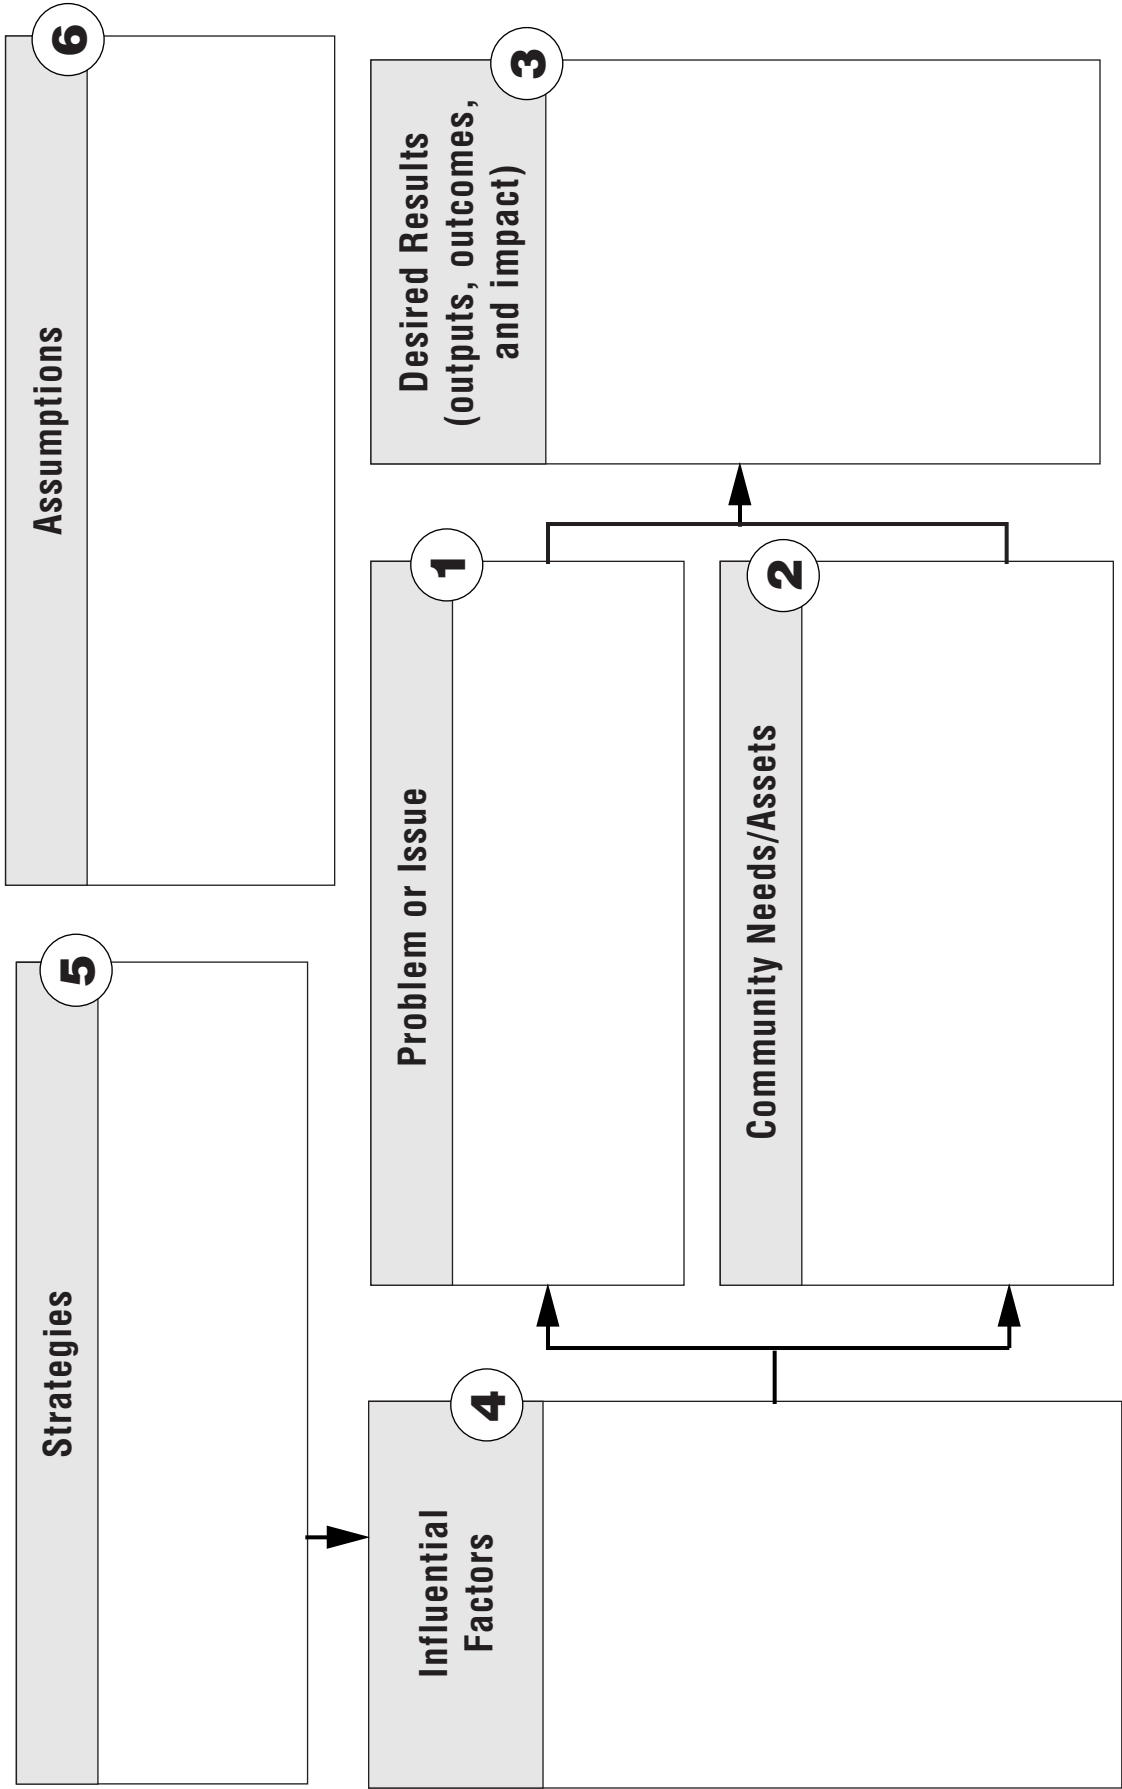 Strategies
5
Assumptions
6
Influential
Factors
4
Problem or Issue
1
Community Needs/Assets
2
Desired Results
(outputs, outcomes,
and impact)
3